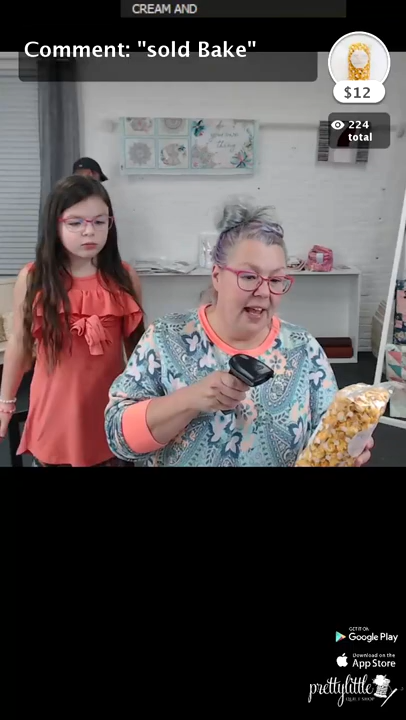 CREAM AND
Comment: "sold Bake"
$12
224
total
GET IT ON
Google Play
Download on the
App Store
prettylittle